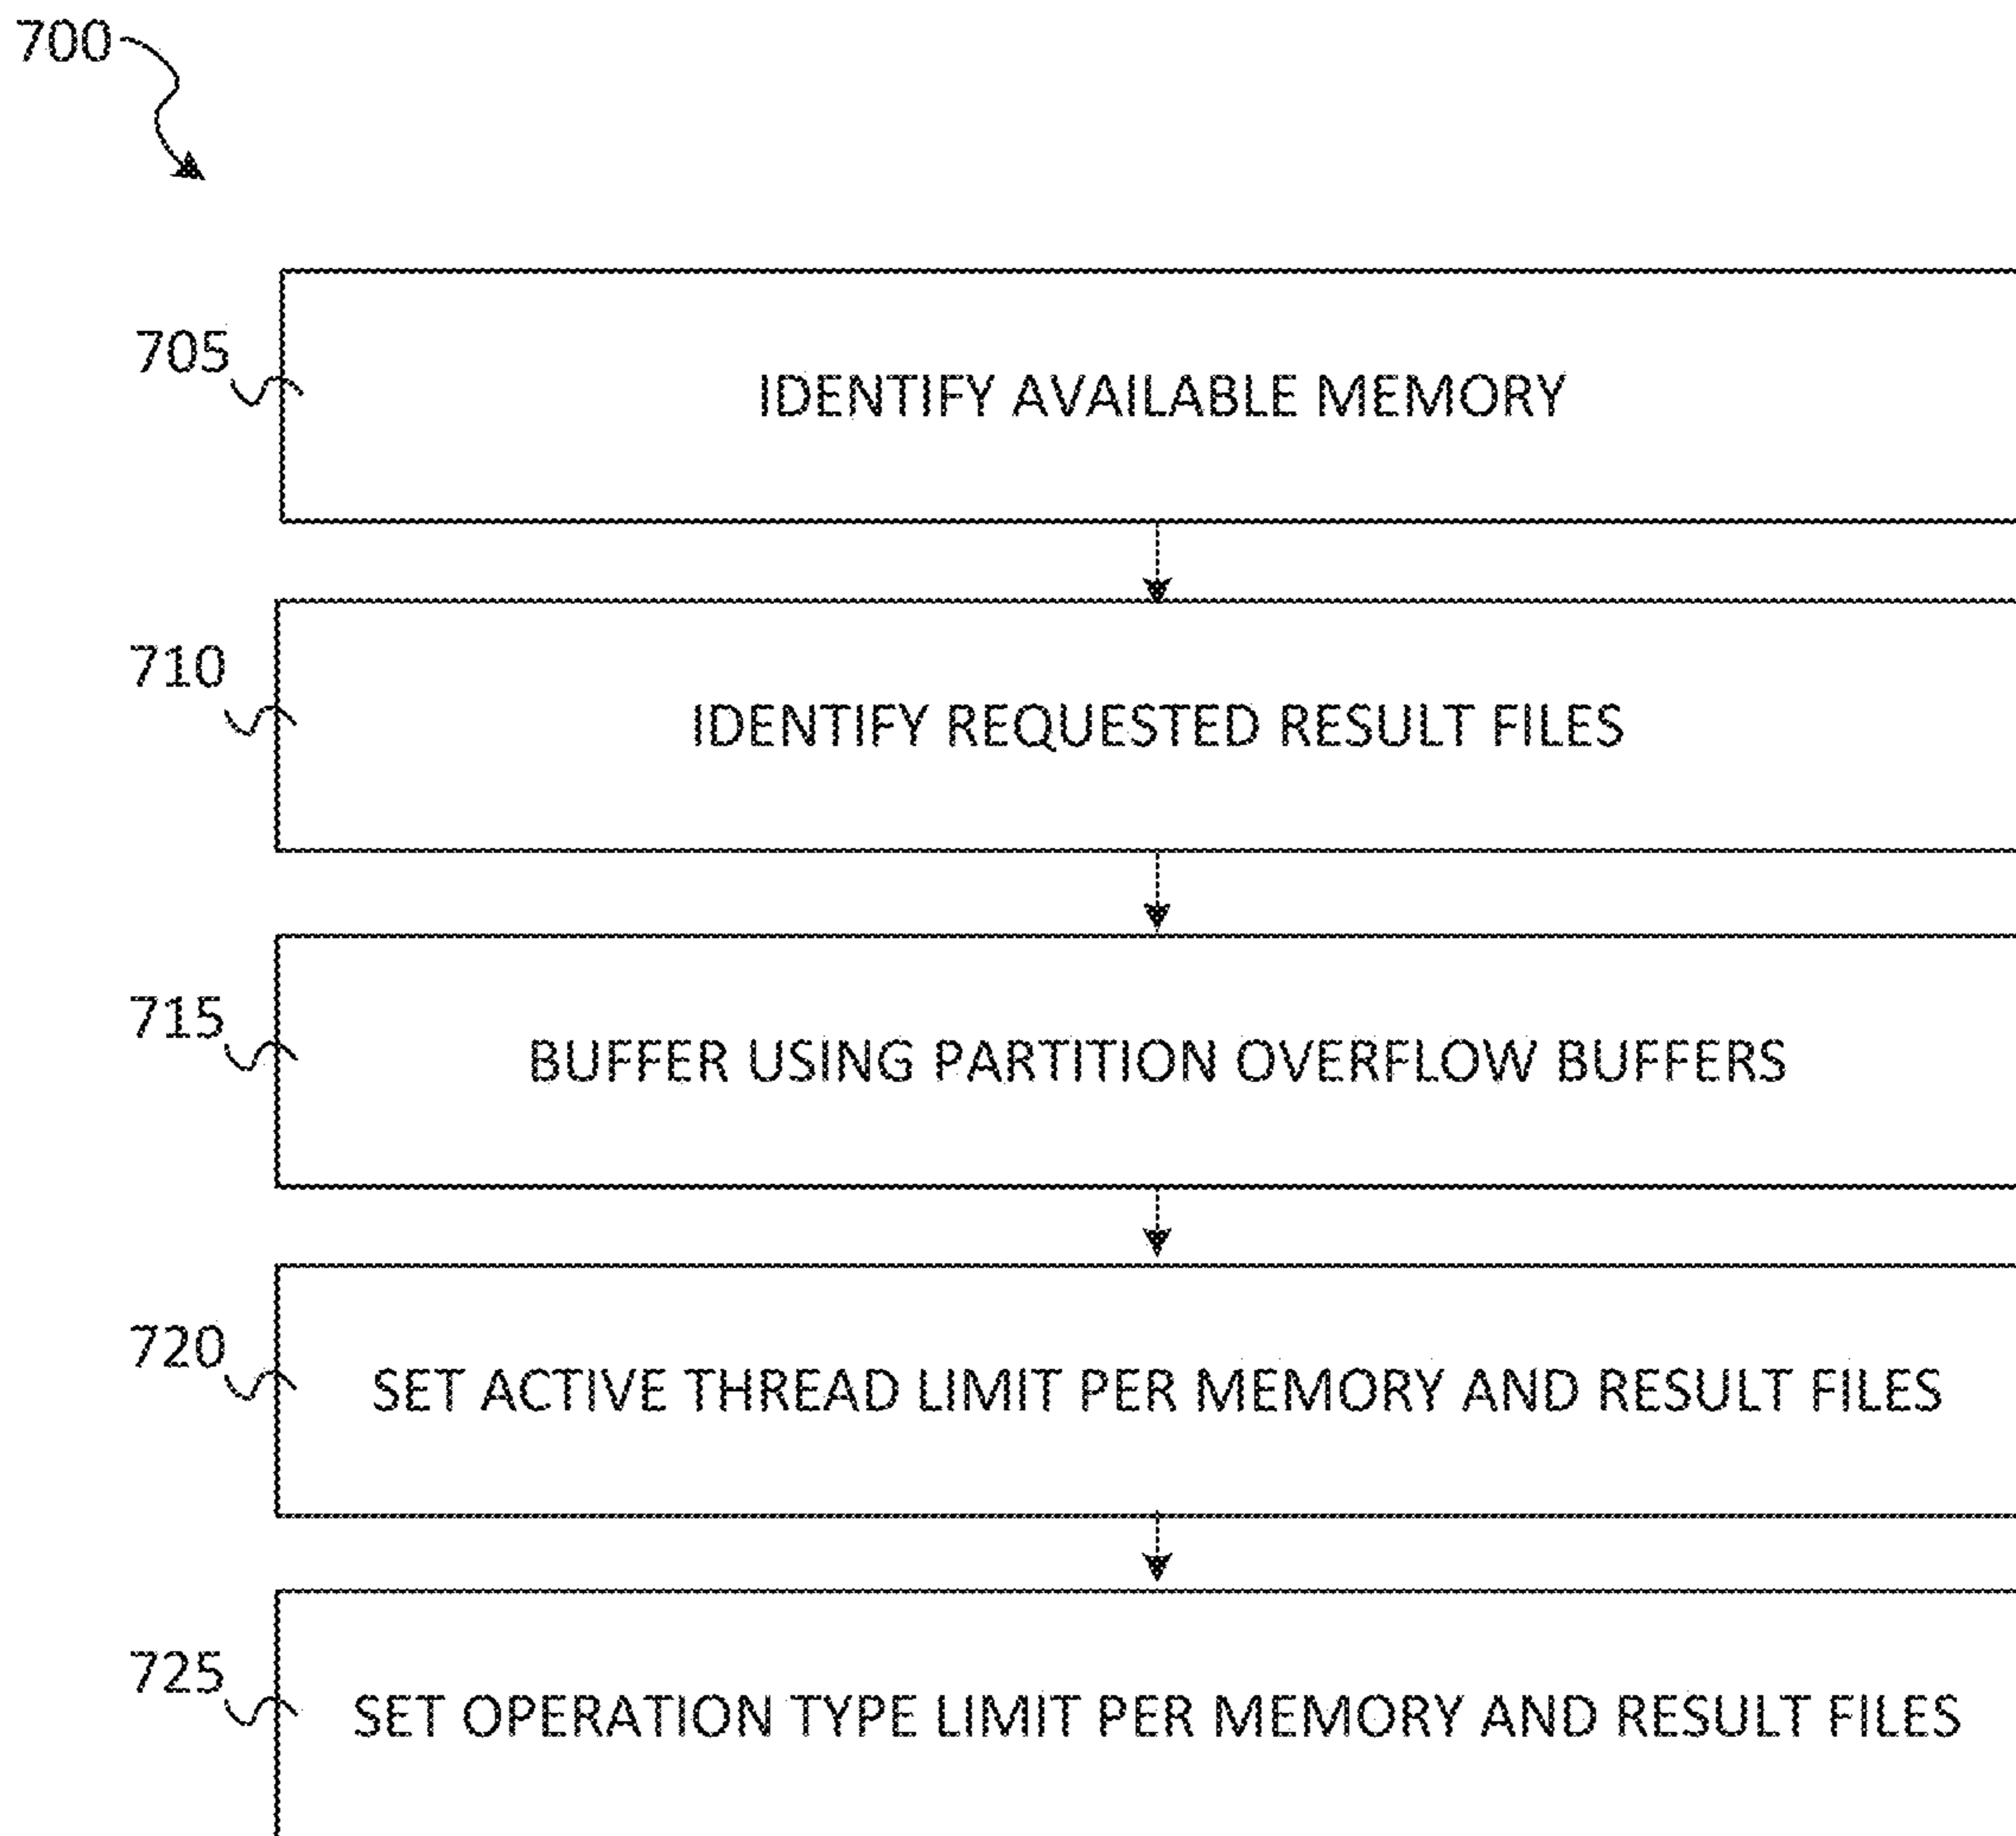 700
705
IDENTIFY AVAILABLE MEMORY
710
IDENTIFY REQUESTED RESULT FILES
715
BUFFER USING PARTITION OVERFLOW BUFFERS
720
SET ACTIVE THREAD LIMIT PER MEMORY AND RESULT FILES
725
SET OPERATION TYPE LIMIT PER MEMORY AND RESULT FILES